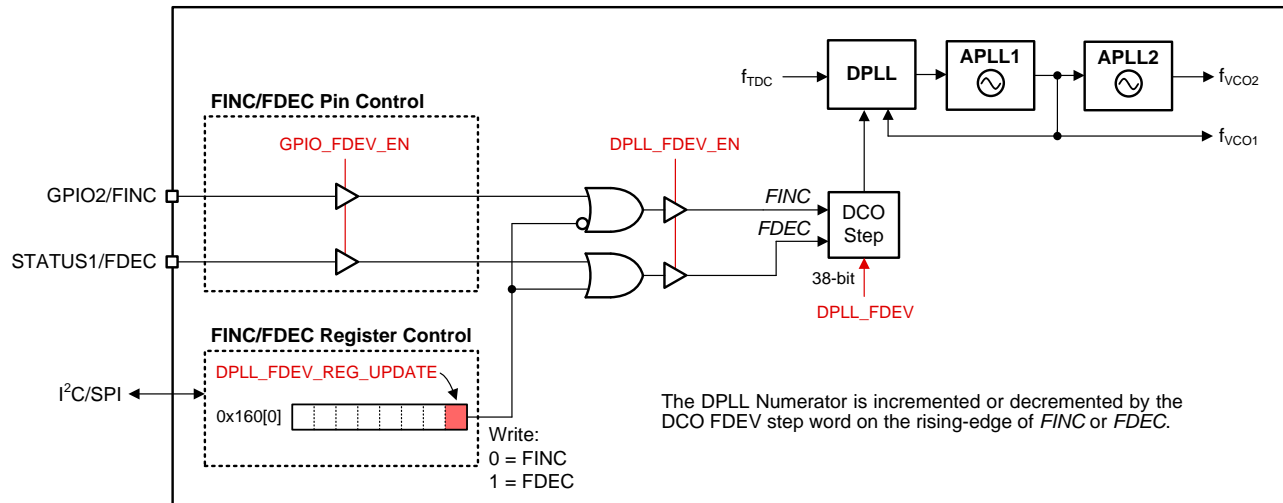 DPLL
APLL1
APLL2
fTDC
fVCO2
fVCO1
FINC/FDEC Pin Control
GPIO_FDEV_EN
DPLL_FDEV_EN
GPIO2/FINC
FINC
FDEC
DCO
Step
STATUS1/FDEC
38-bit
DPLL_FDEV
FINC/FDEC Register Control
DPLL_FDEV_REG_UPDATE
I²C/SPI
0x160[0]
Write:
0 = FINC
1 = FDEC
The DPLL Numerator is incremented or decremented by the
DCO FDEV step word on the rising-edge of FINC or FDEC.